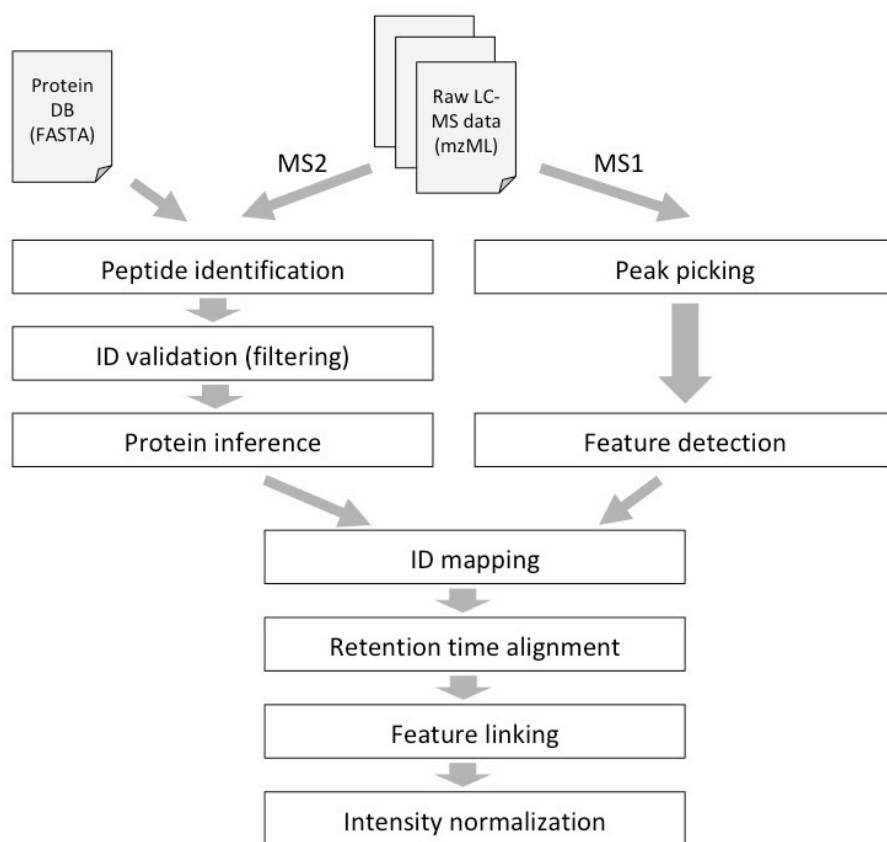 Protein
DB
(FASTA)
Raw LC-
MS data
(mzML)
MS2
MS1
Peptide identification
Peak picking
ID validation (filtering)
Protein inference
Feature detection
ID mapping
Retention time alignment
Feature linking
Intensity normalization